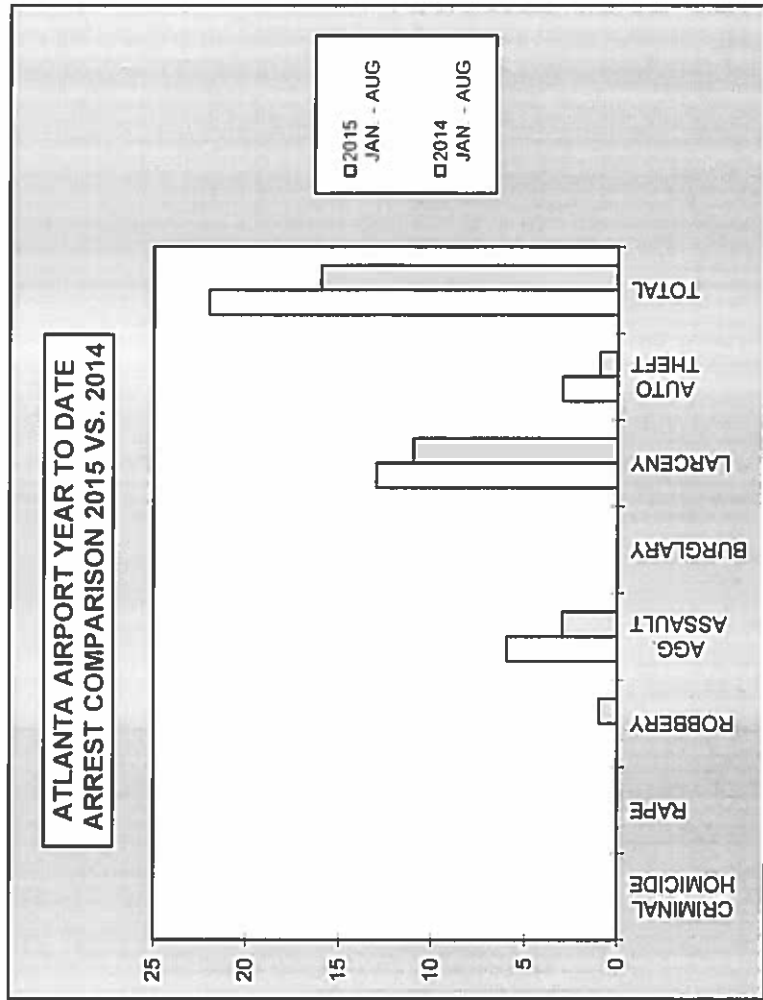 ATLANTA AIRPORT YEAR TO DATE
ARREST COMPARISON 2015 VS. 2014
25
20
15
10
5
0
CRIMINAL
HOMICIDE
RAPE
ROBBERY
AGG.
ASSAULT
BURGLARY
LARCENY
AUTO
THEFT
TOTAL
2015
JAN. - AUG
2014
JAN. - AUG